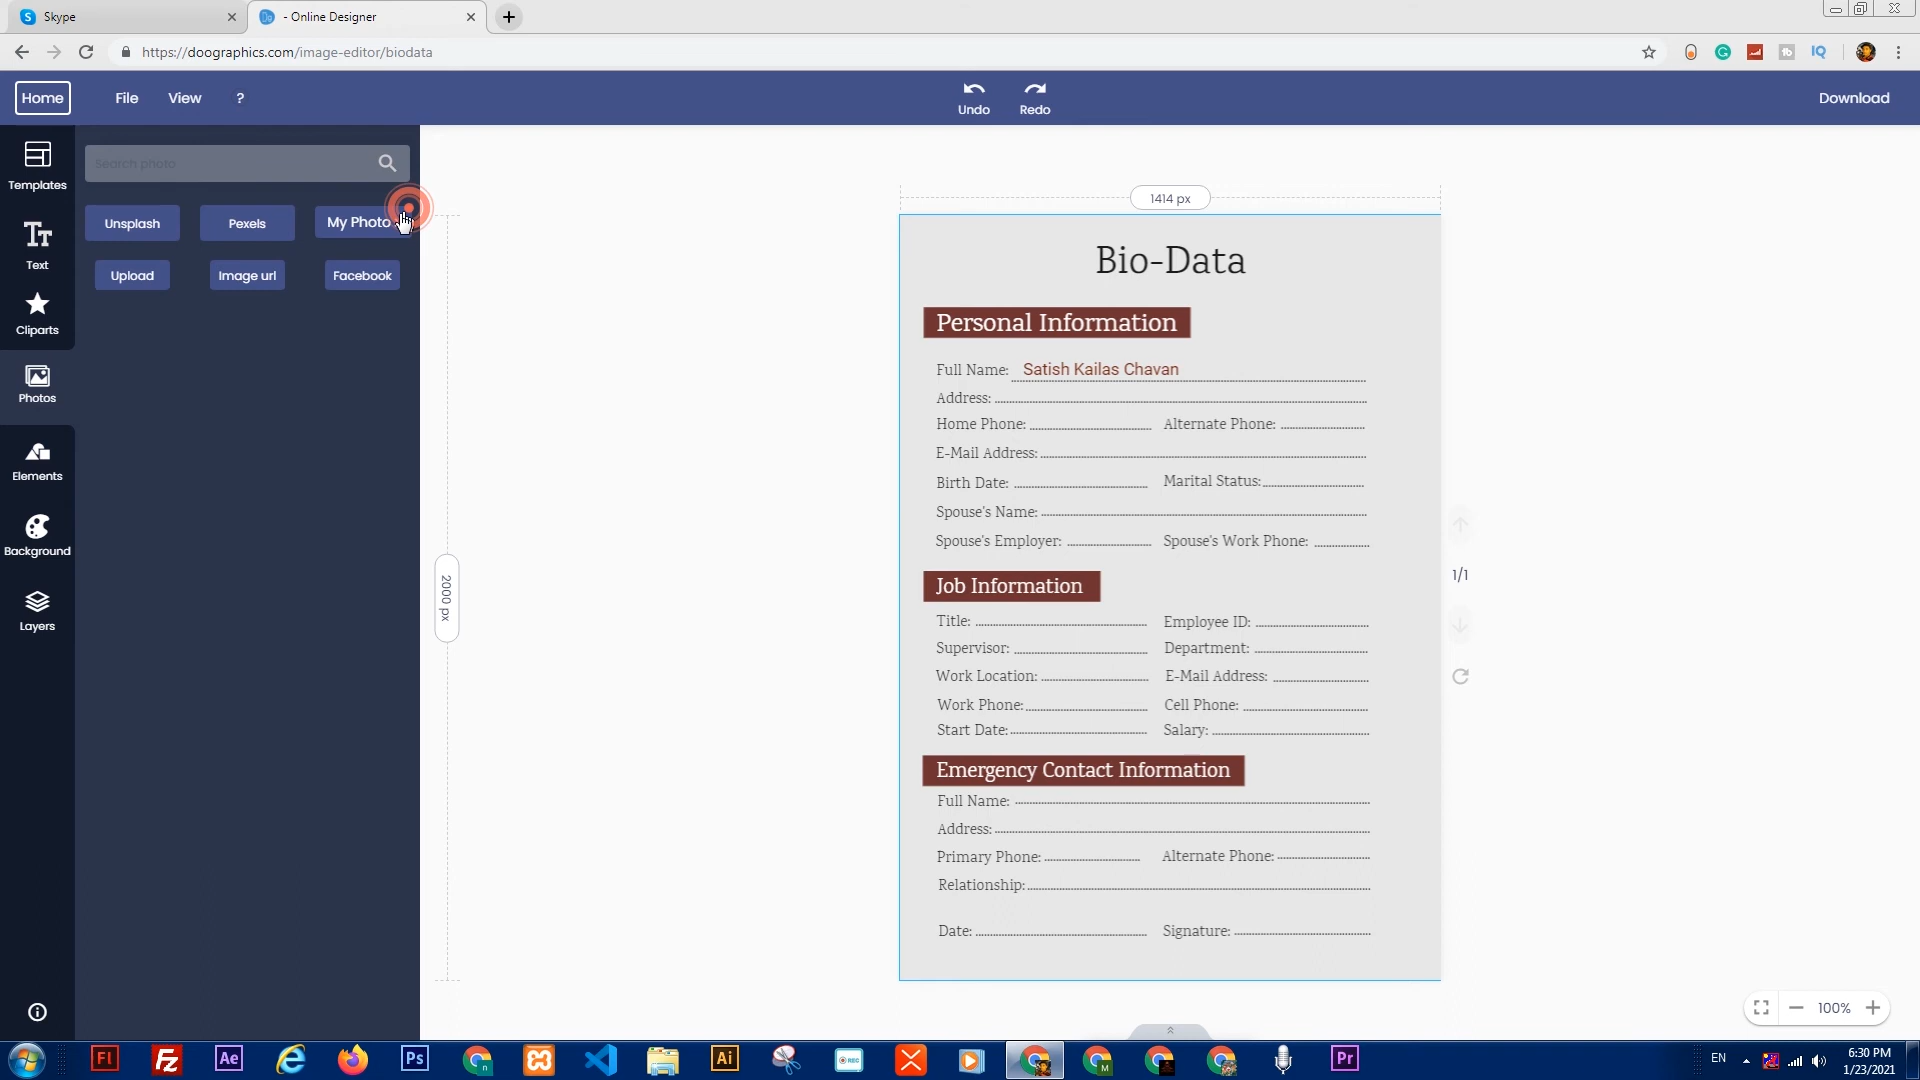 Skype
- Online Designer
https://doographics.com/image-editor/biodata
Home
File
View
?
Undo
Redo
Download
Templates
Text
Cliparts
Photos
Elements
Background
Layers
Search photo
Unsplash
Pexels
My Photo
Upload
Image url
Facebook
1414 px
2000 px
Bio-Data
Personal Information
Full Name: Satish Kailas Chavan
Address:
Home Phone: Alternate Phone:
E-Mail Address:
Birth Date: Marital Status:
Spouse's Name:
Spouse's Employer: Spouse's Work Phone:
Job Information
Title: Employee ID:
Supervisor: Department:
Work Location: E-Mail Address:
Work Phone: Cell Phone:
Start Date: Salary:
Emergency Contact Information
Full Name:
Address:
Primary Phone: Alternate Phone:
Relationship:
Date: Signature:
1/1
100%
EN
6:30 PM
1/23/2021